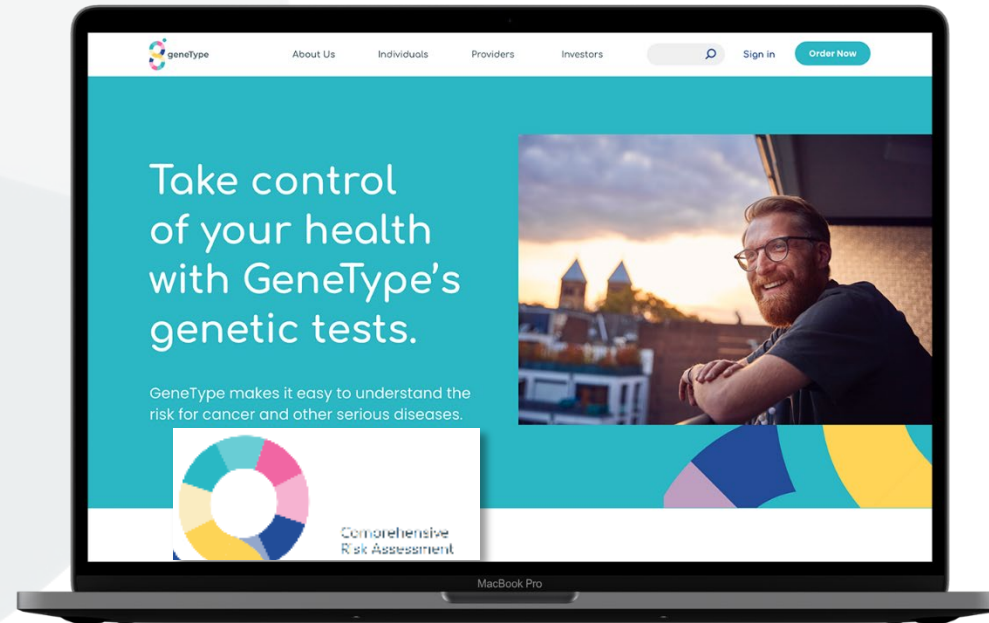 geneType
About Us
Individuals
Providers
Investors
Sign in
Order Now
Take control
of your health
with GeneType's
genetic tests.
GeneType makes it easy to understand the
risk for cancer and other serious diseases.
Comprehensive
Risk Assessment
MacBook Pro